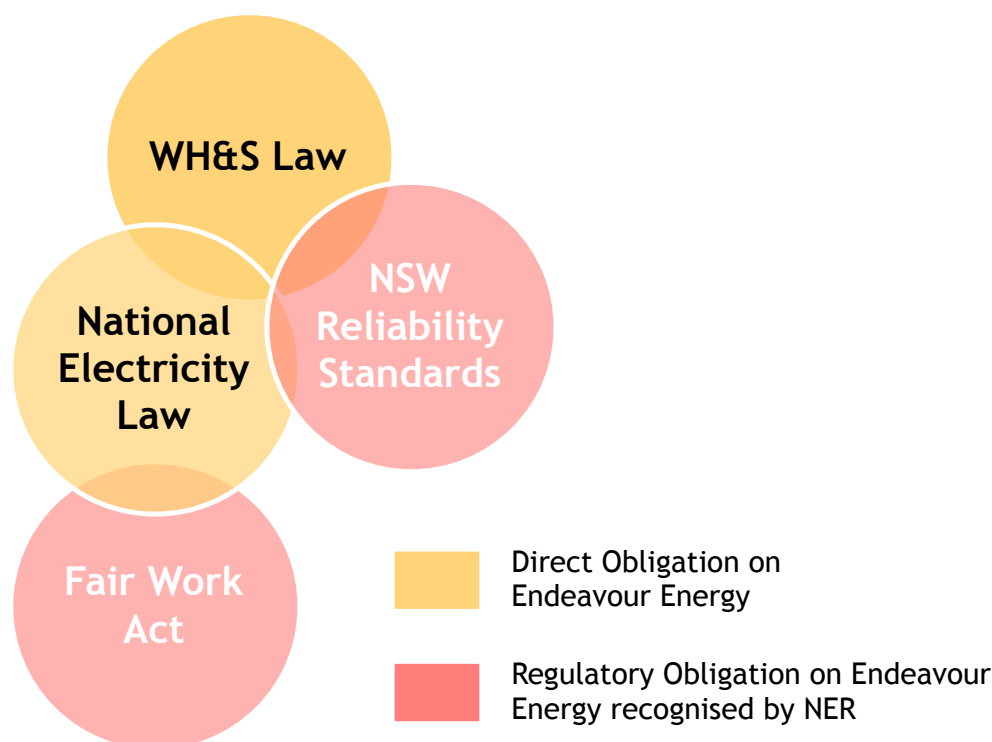 WH&S Law
NSW
Reliability
Standards
National
Electricity
Law
Fair Work
Act
Direct Obligation on
Endeavour Energy
Regulatory Obligation on Endeavour
Energy recognised by NER